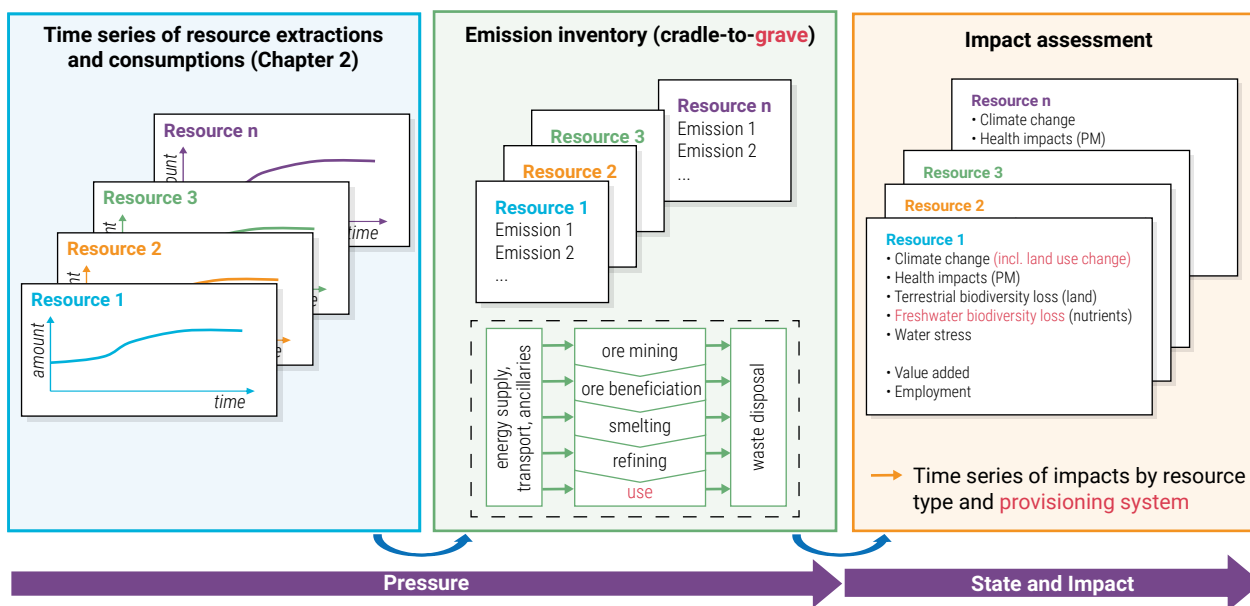 Time series of resource extractions
and consumptions (Chapter 2)
Resource n
time
Resource 3
Resource 2
Resource 1
amount
time
Emission inventory (cradle-to-grave)
Resource n
Emission 1
Emission 2
...
Resource 3
Resource 2
Resource 1
Emission 1
Emission 2
...
energy supply,
transport, ancillaries
ore mining
ore beneficiation
smelting
refining
use
waste disposal
Impact assessment
Resource n
• Climate change
• Health impacts (PM)
Resource 3
Resource 2
Resource 1
• Climate change (incl. land use change)
• Health impacts (PM)
• Terrestrial biodiversity loss (land)
• Freshwater biodiversity loss (nutrients)
• Water stress
• Value added
• Employment
Time series of impacts by resource
type and provisioning system
Pressure
State and Impact